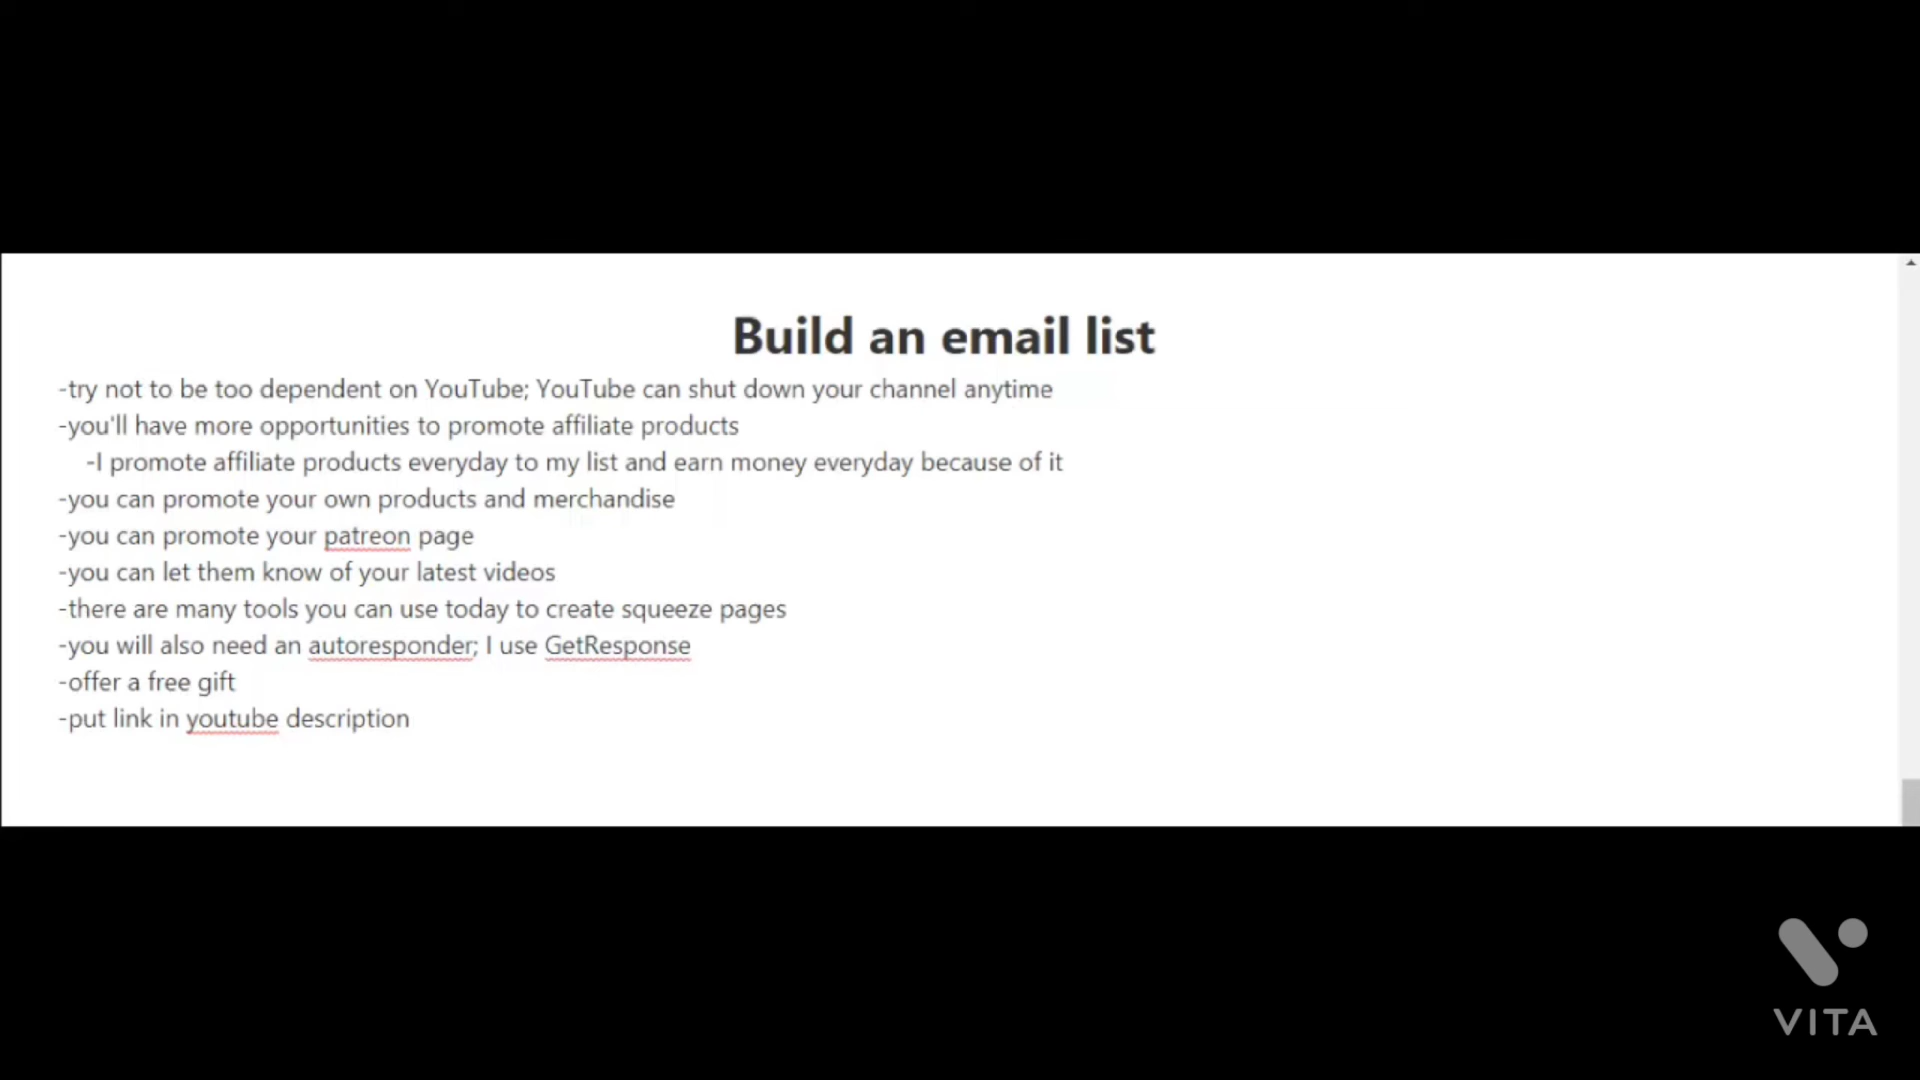 Build an email list
-try not to be too dependent on YouTube; YouTube can shut down your channel anytime
-you'll have more opportunities to promote affiliate products
-I promote affiliate products everyday to my list and earn money everyday because of it
-you can promote your own products and merchandise
-you can promote your patreon page
-you can let them know of your latest videos
-there are many tools you can use today to create squeeze pages
-you will also need an autoresponder; I use GetResponse
-offer a free gift
-put link in youtube description
VITA